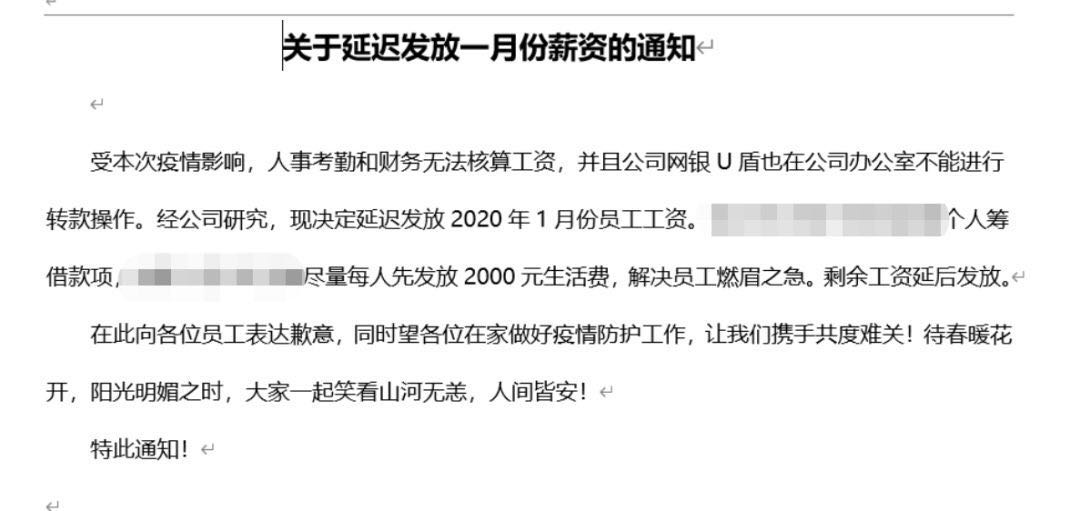 关于延迟发放一月份薪资的通知
受本次疫情影响，人事考勤和财务无法核算工资，并且公司网银 U 盾也在公司办公室不能进行
转款操作。经公司研究，现决定延迟发放 2020 年 1 月份员工工资。个人筹
借款项，尽量每人先发放 2000 元生活费，解决员工燃眉之急。剩余工资延后发放。
在此向各位员工表达歉意，同时望各位在家做好疫情防护工作，让我们携手共度难关！待春暖花
开，阳光明媚之时，大家一起笑看山河无恙，人间皆安！
特此通知！